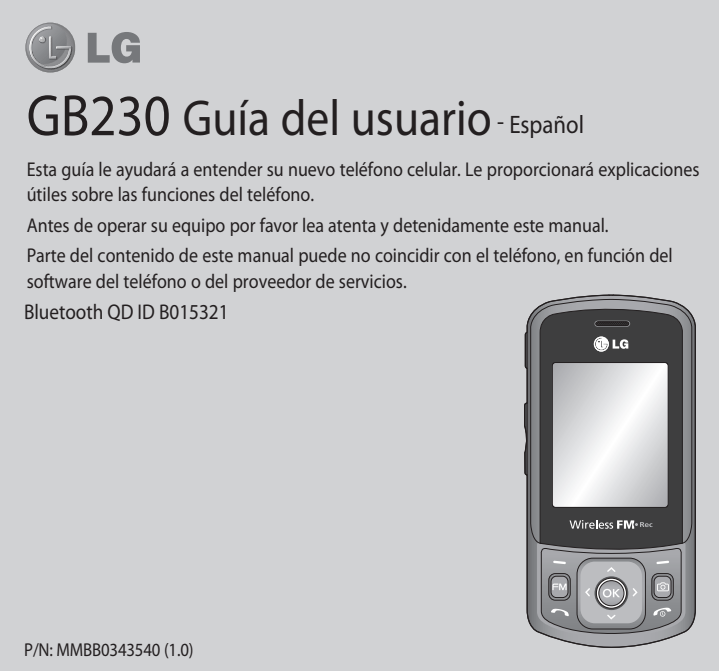 LG
GB230 Guía del usuario - Español
Esta guía le ayudará a entender su nuevo teléfono celular. Le proporcionará explicaciones
útiles sobre las funciones del teléfono.
Antes de operar su equipo por favor lea atenta y detenidamente este manual.
Parte del contenido de este manual puede no coincidir con el teléfono, en función del
software del teléfono o del proveedor de servicios.
Bluetooth QD ID B015321
LG
Wireless FM• Rec
FM
OK
P/N: MMBB0343540 (1.0)